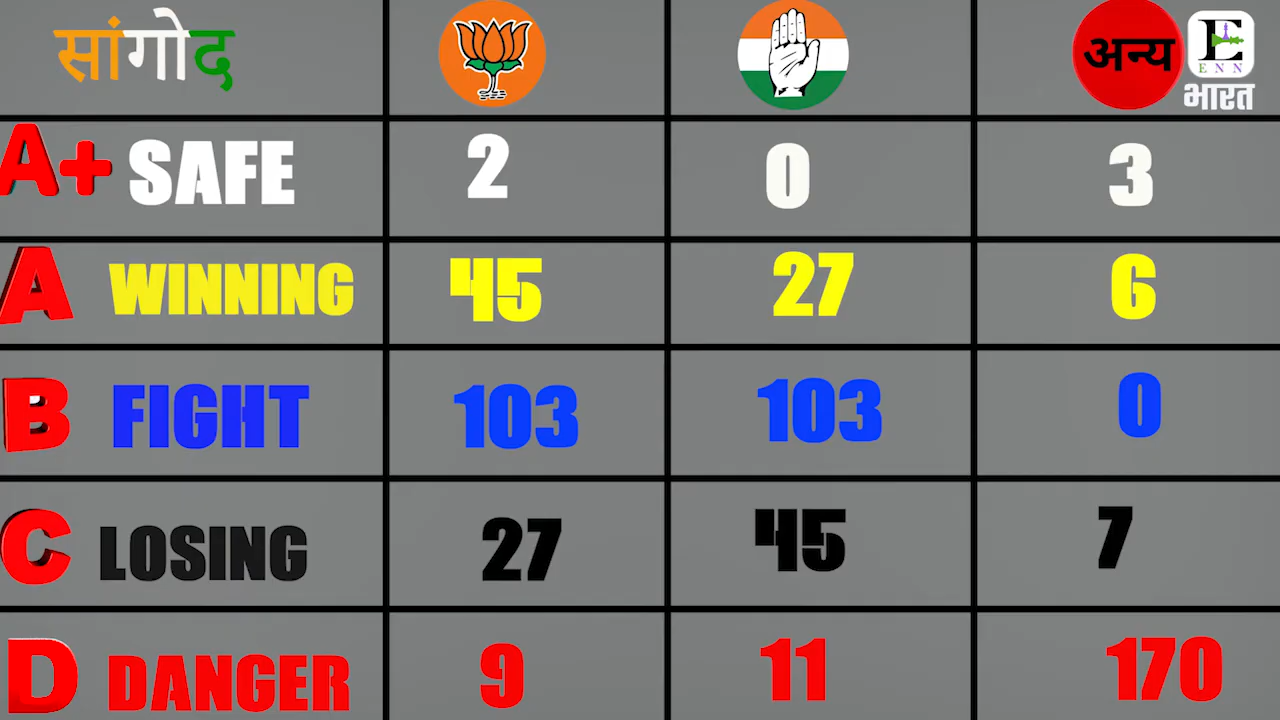 सांगोद अन्य E
ENN
भारत
A+ SAFE 2 0 3
A WINNING 45 27 6
B FIGHT 103 103 0
C LOSING 27 45 7
D DANGER 9 11 170